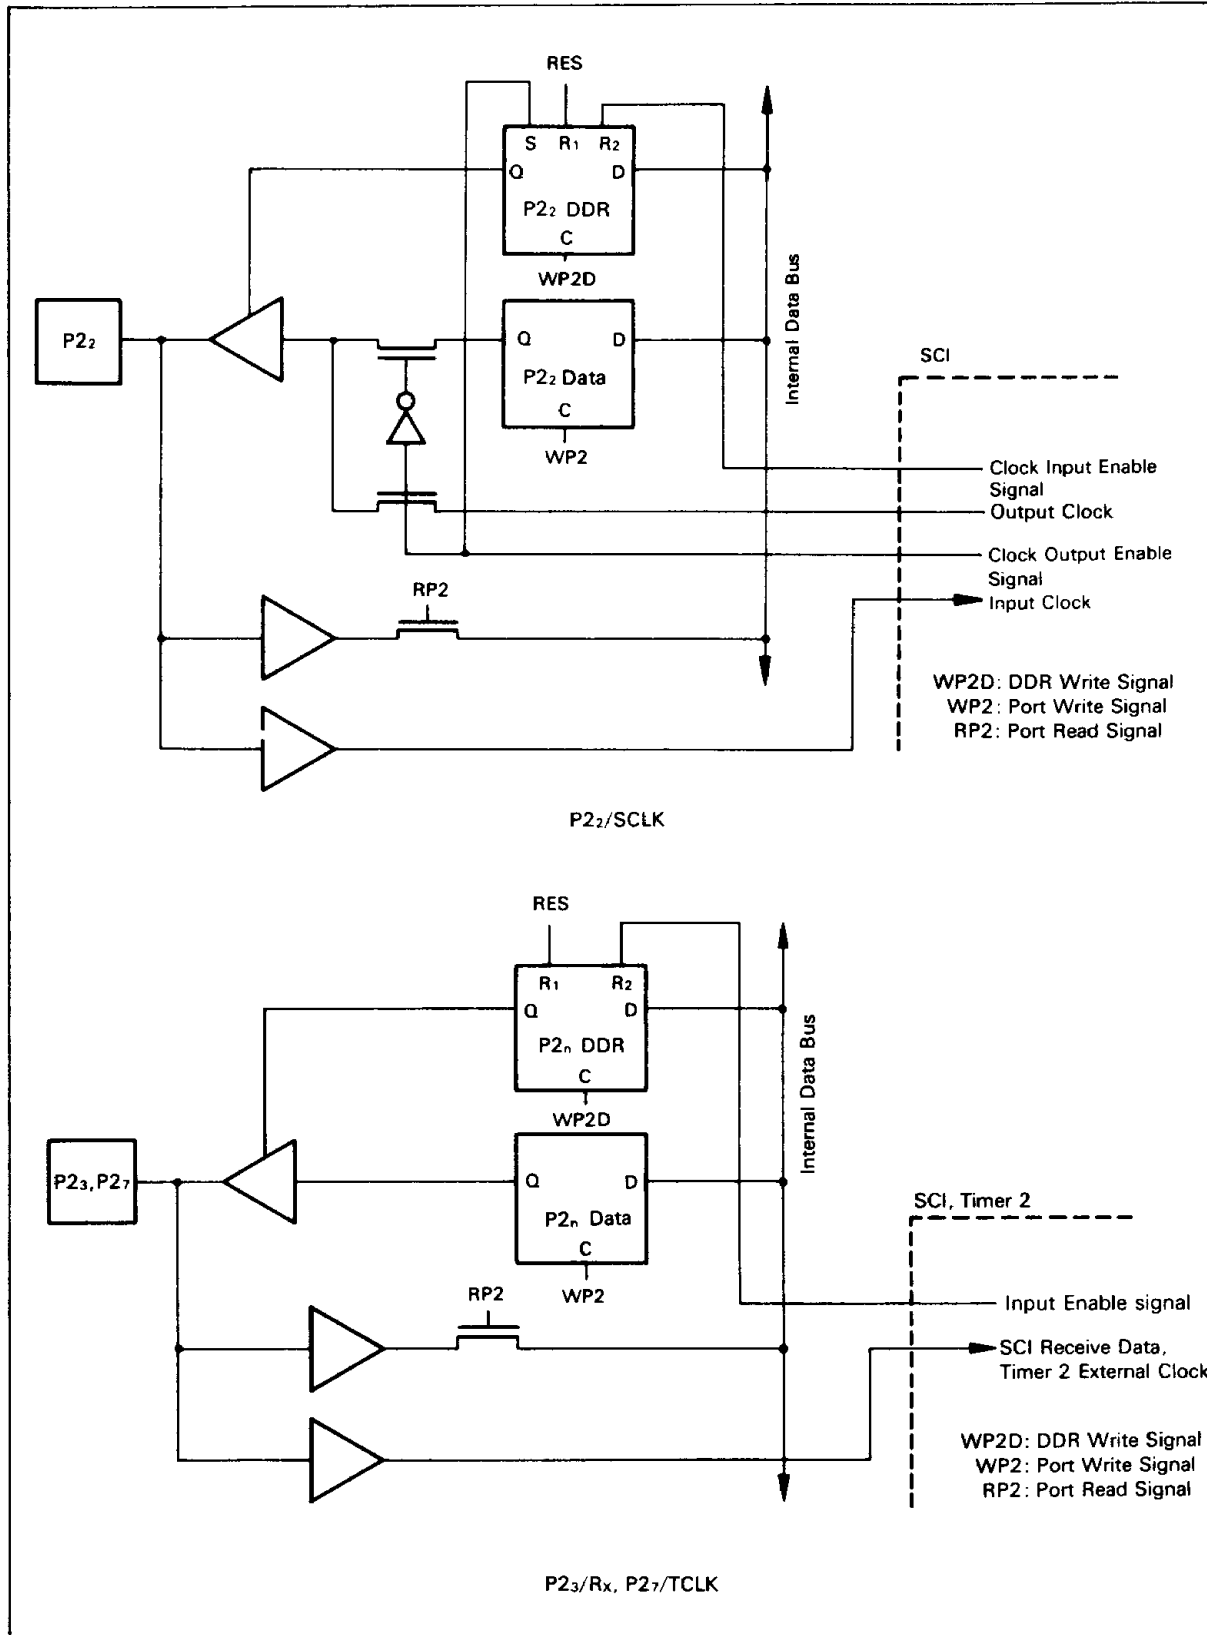 RES
S R₁ R₂
Q D
P2₂ DDR
C
WP2D
P2₂
Q D
P2₂ Data
C
WP2
Internal Data Bus
SCI
Clock Input Enable
Signal
Output Clock
Clock Output Enable
Signal
Input Clock
RP2
WP2D: DDR Write Signal
WP2: Port Write Signal
RP2: Port Read Signal
P2₂/SCLK
RES
R₁ R₂
Q D
P2ₙ DDR
C
WP2D
P2₃, P2₇
Q D
P2ₙ Data
C
WP2
Internal Data Bus
SCI, Timer 2
RP2
Input Enable signal
SCI Receive Data,
Timer 2 External Clock
WP2D: DDR Write Signal
WP2: Port Write Signal
RP2: Port Read Signal
P2₃/Rx, P2₇/TCLK